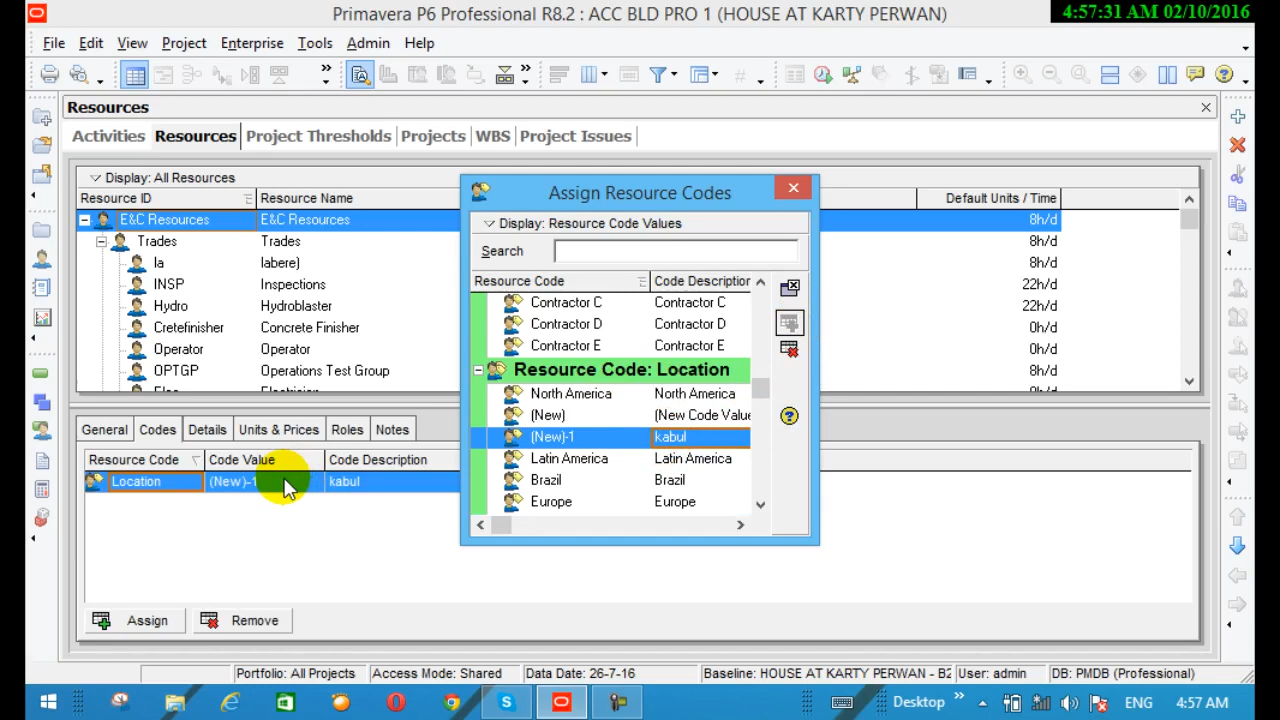 Primavera P6 Professional R8.2 : ACC BLD PRO 1 (HOUSE AT KARTY PERWAN)
4:57:31 AM 02/10/2016
File Edit View Project Enterprise Tools Admin Help
Resources
Activities Resources Project Thresholds Projects WBS Project Issues
Display: All Resources
Resource ID Resource Name Default Units / Time
E&C Resources E&C Resources 8h/d
Trades Trades 8h/d
la labere) 8h/d
INSP Inspections 22h/d
Hydro Hydroblaster 22h/d
Cretefinisher Concrete Finisher 0h/d
Operator Operator 0h/d
OPTGP Operations Test Group 8h/d
Assign Resource Codes
Display: Resource Code Values
Search
Resource Code Code Description
Contractor C Contractor C
Contractor D Contractor D
Contractor E Contractor E
Resource Code: Location
North America North America
(New) (New Code Value
(New)-1 kabul
Latin America Latin America
Brazil Brazil
Europe Europe
General Codes Details Units & Prices Roles Notes
Resource Code Code Value Code Description
Location (New)-1 kabul
Assign Remove
Portfolio: All Projects Access Mode: Shared Data Date: 26-7-16 Baseline: HOUSE AT KARTY PERWAN - B2 User: admin DB: PMDB (Professional)
Desktop ENG 4:57 AM